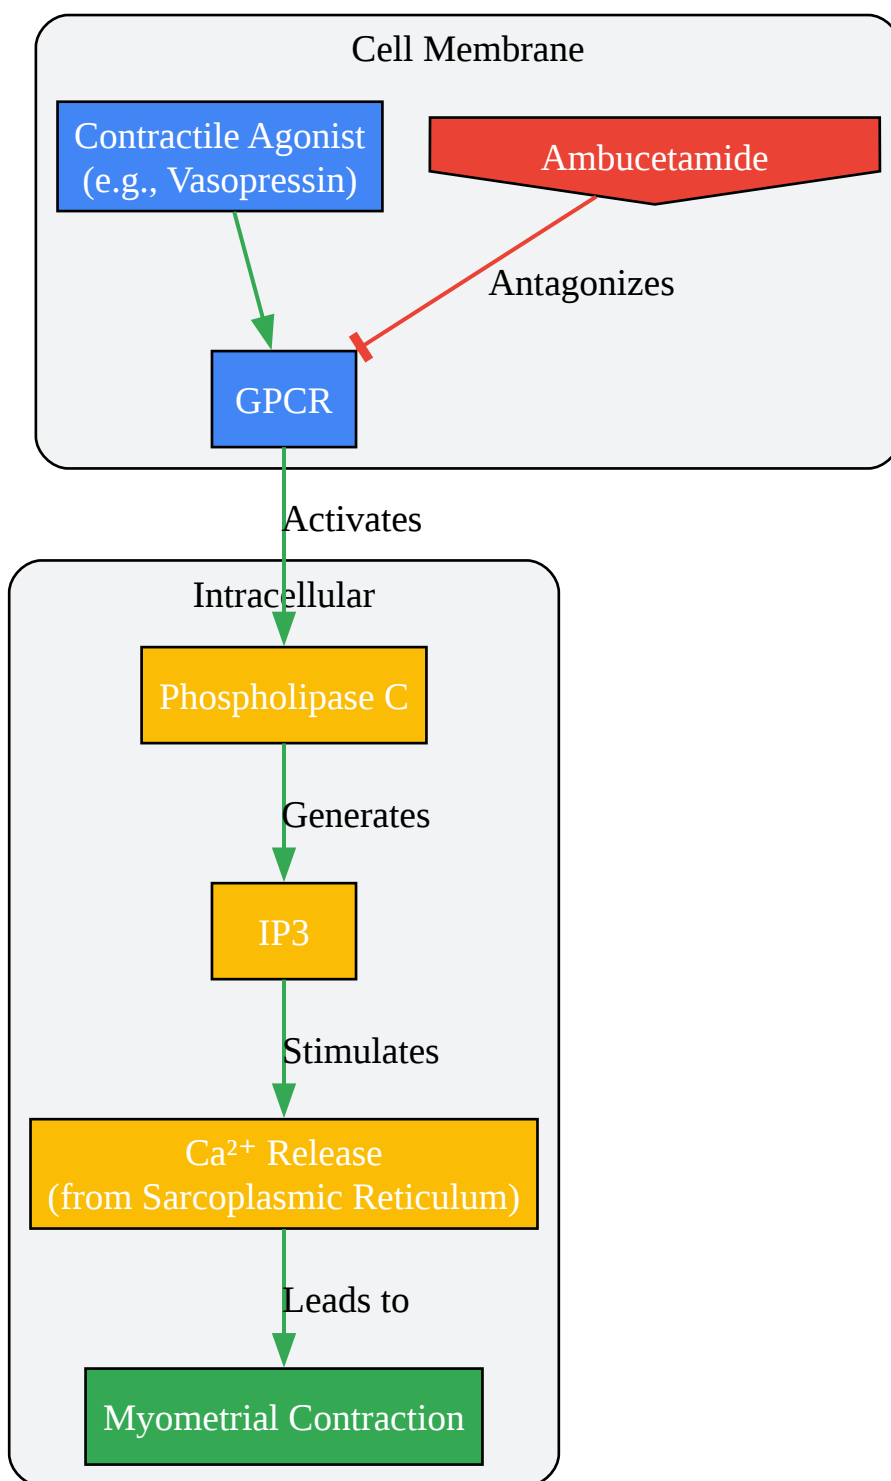 Cell Membrane
Contractile Agonist
(e.g., Vasopressin)
Ambucetamide
Antagonizes
GPCR
Activates
Intracellular
Phospholipase C
Generates
IP3
Stimulates
Ca²⁺ Release
(from Sarcoplasmic Reticulum)
Leads to
Myometrial Contraction